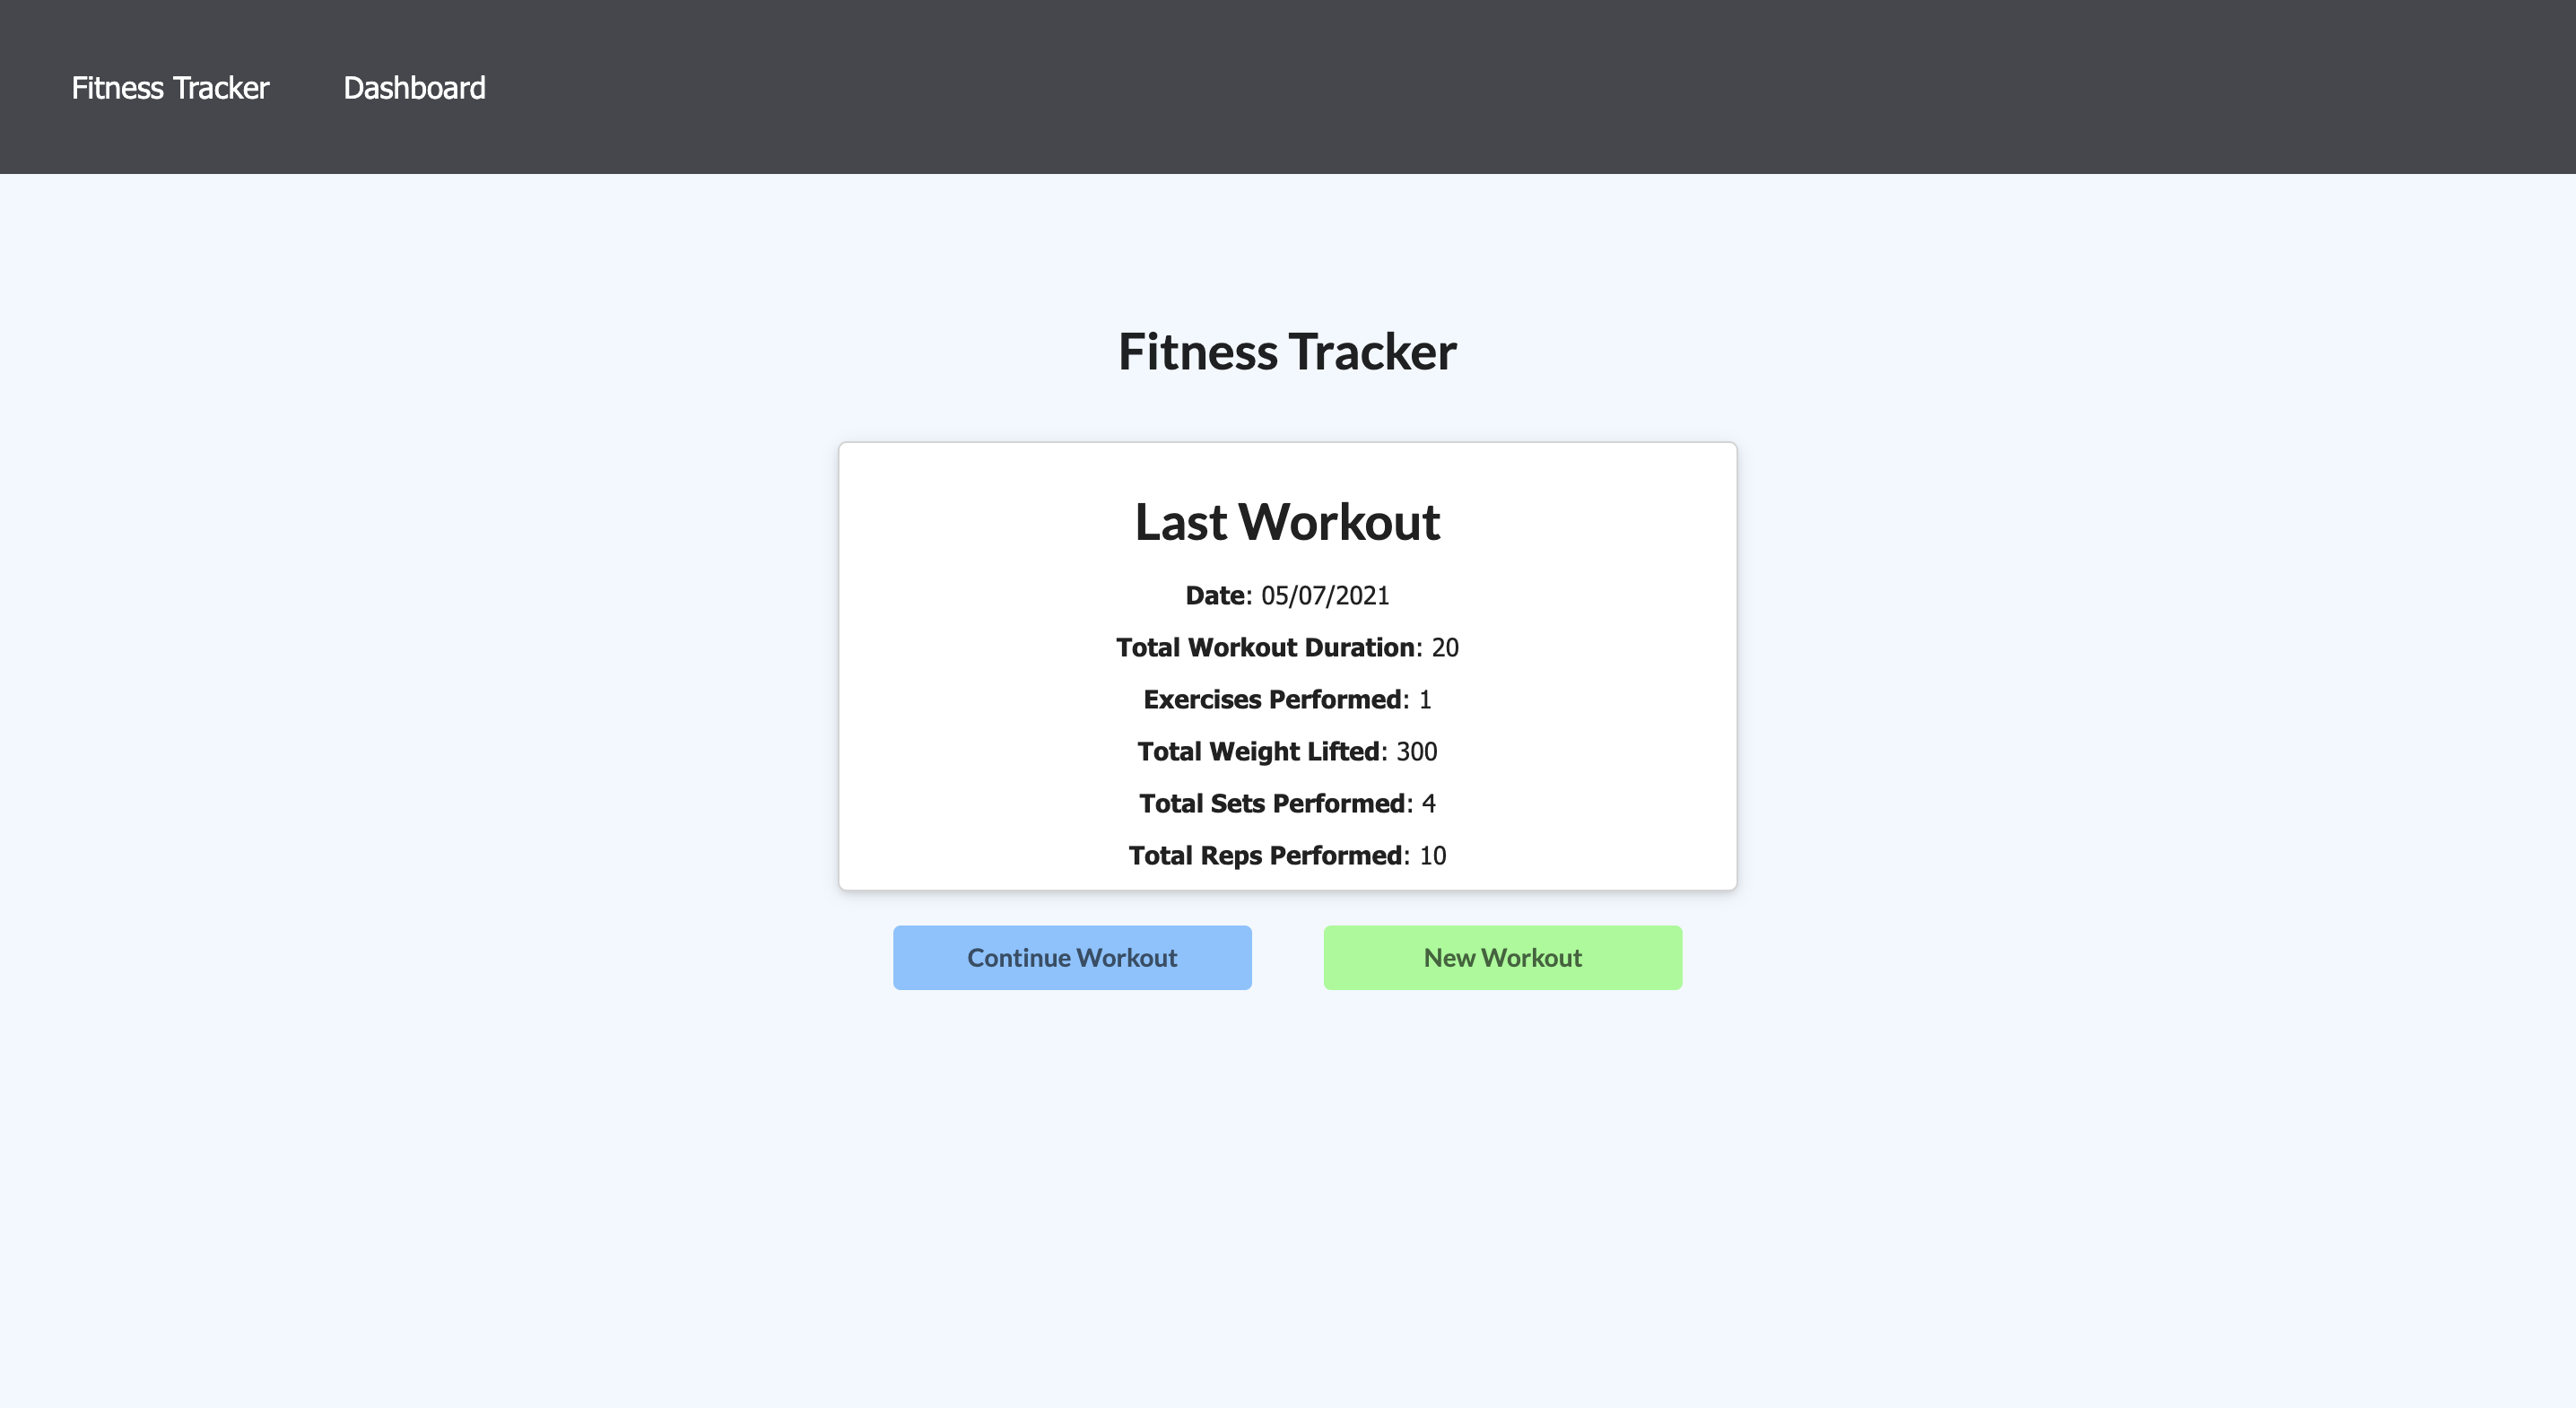 Fitness Tracker Dashboard
Fitness Tracker
Last Workout
Date: 05/07/2021
Total Workout Duration: 20
Exercises Performed: 1
Total Weight Lifted: 300
Total Sets Performed: 4
Total Reps Performed: 10
Continue Workout New Workout